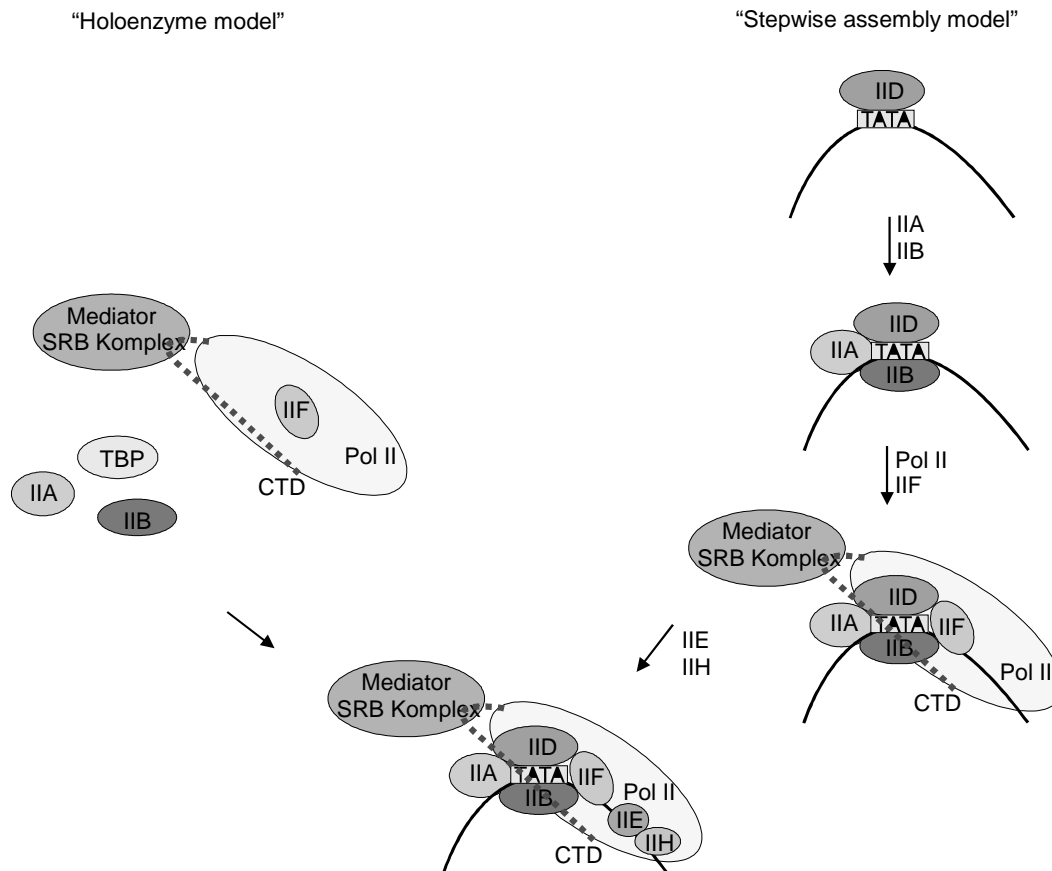 “Holoenzyme model”
“Stepwise assembly model”
IID
TATA
IIA
IIB
Mediator
SRB Komplex
IIF
Pol II
CTD
TBP
IIA
IIB
IID
IIA
TATA
IIB
Pol II
IIF
Mediator
SRB Komplex
IID
IIA
TATA
IIF
IIB
Pol II
CTD
IIE
IIH
Mediator
SRB Komplex
IID
IIA
TATA
IIF
IIB
Pol II
IIE
IIH
CTD